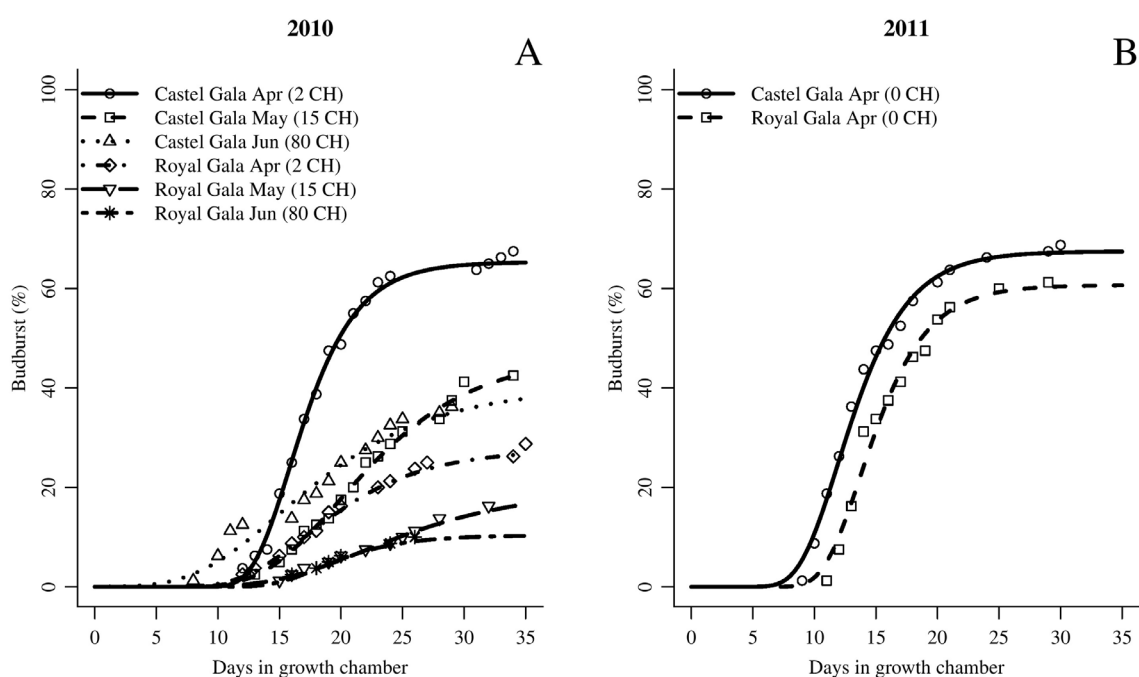 2010
A
100
80
60
40
20
0
Budburst (%)
Castel Gala Apr (2 CH)
Castel Gala May (15 CH)
Castel Gala Jun (80 CH)
Royal Gala Apr (2 CH)
Royal Gala May (15 CH)
Royal Gala Jun (80 CH)
0 5 10 15 20 25 30 35
Days in growth chamber
2011
B
100
80
60
40
20
0
Budburst (%)
Castel Gala Apr (0 CH)
Royal Gala Apr (0 CH)
0 5 10 15 20 25 30 35
Days in growth chamber